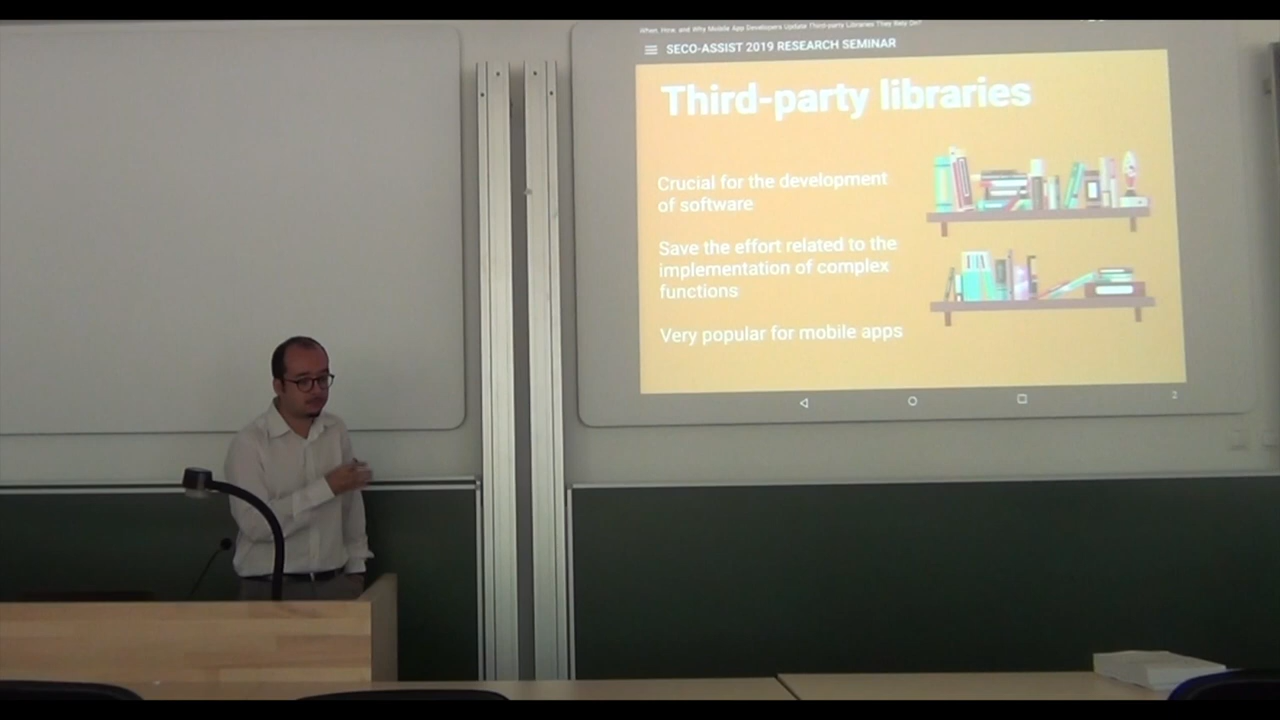 When, How, and Why Mobile App Developers Update Third-party Libraries They Rely On?
SECO-ASSIST 2019 RESEARCH SEMINAR
Third-party libraries
Crucial for the development
of software
Save the effort related to the
implementation of complex
functions
Very popular for mobile apps